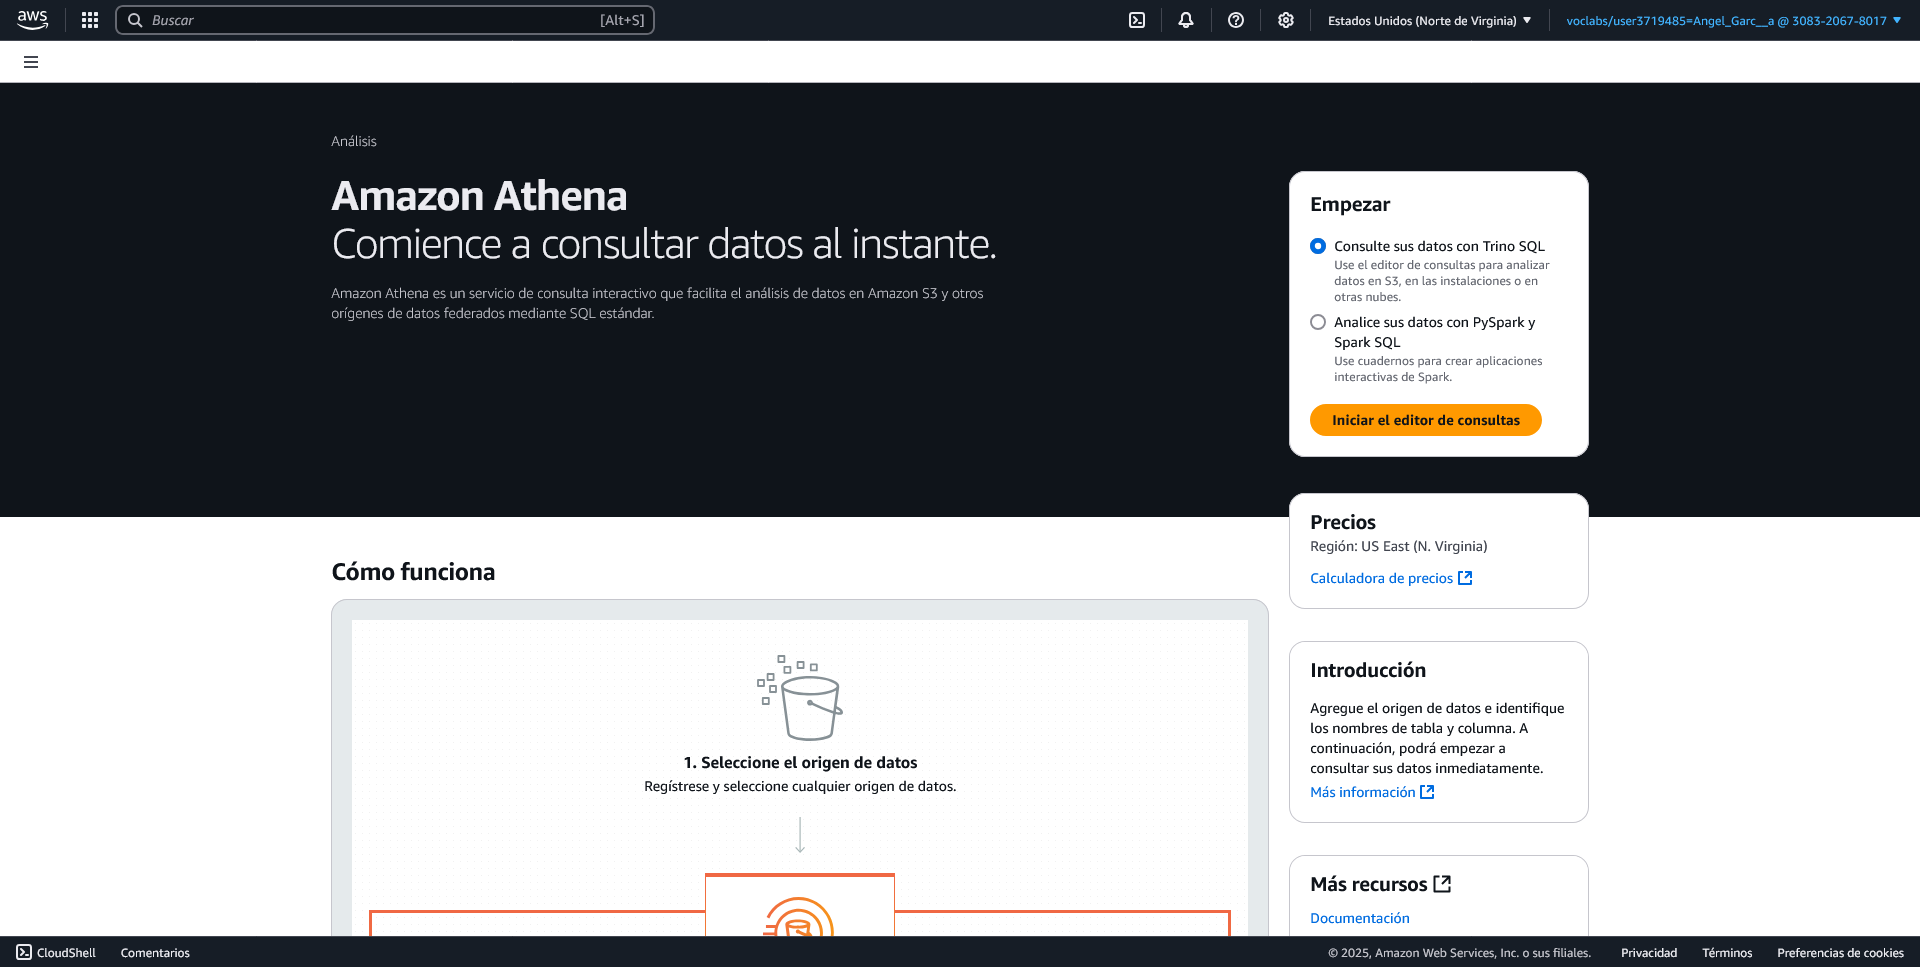 aws
Buscar
[Alt+S]
Estados Unidos (Norte de Virginia)
voclabs/user3719485=Angel_Garc__a @ 3083-2067-8017
Análisis
Amazon Athena
Comience a consultar datos al instante.
Amazon Athena es un servicio de consulta interactivo que facilita el análisis de datos en Amazon S3 y otros
orígenes de datos federados mediante SQL estándar.
Empezar
Consulte sus datos con Trino SQL
Use el editor de consultas para analizar
datos en S3, en las instalaciones o en
otras nubes.
Analice sus datos con PySpark y
Spark SQL
Use cuadernos para crear aplicaciones
interactivas de Spark.
Iniciar el editor de consultas
Precios
Región: US East (N. Virginia)
Calculadora de precios
Cómo funciona
1. Seleccione el origen de datos
Regístrese y seleccione cualquier origen de datos.
Introducción
Agregue el origen de datos e identifique
los nombres de tabla y columna. A
continuación, podrá empezar a
consultar sus datos inmediatamente.
Más información
Más recursos
Documentación
CloudShell
Comentarios
© 2025, Amazon Web Services, Inc. o sus filiales.
Privacidad
Términos
Preferencias de cookies